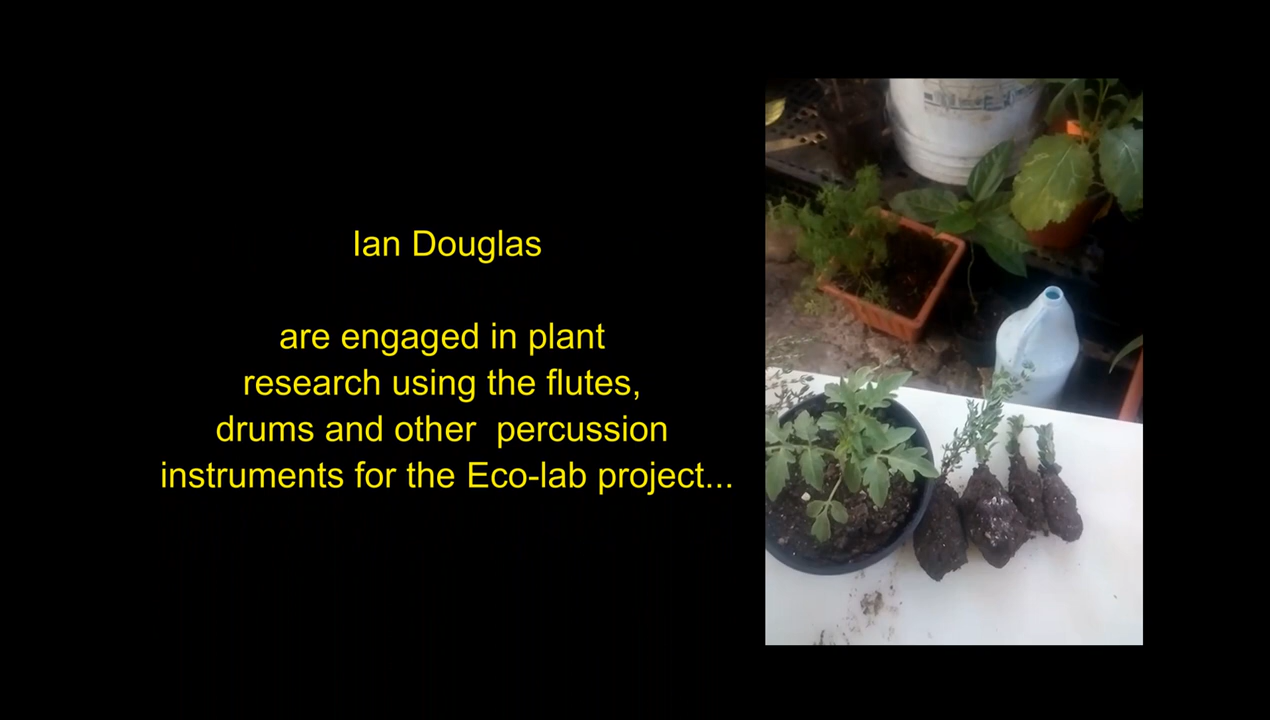 Ian Douglas
are engaged in plant
research using the flutes,
drums and other  percussion
instruments for the Eco-lab project...